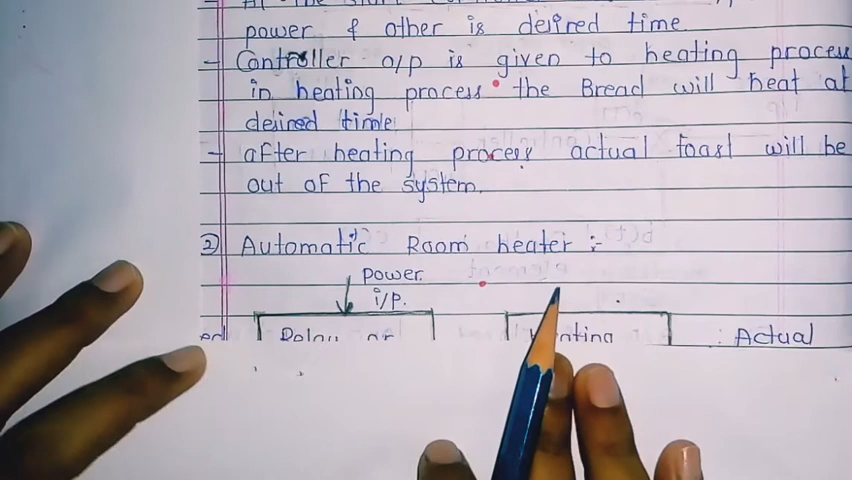 power & other is desired time
- Controller o/p is given to heating process
in heating process the Bread will heat at
desired time
- after heating process actual toast will be
out of the system.
② Automatic Room heater :-
power
i/p.
Relay or
Actual